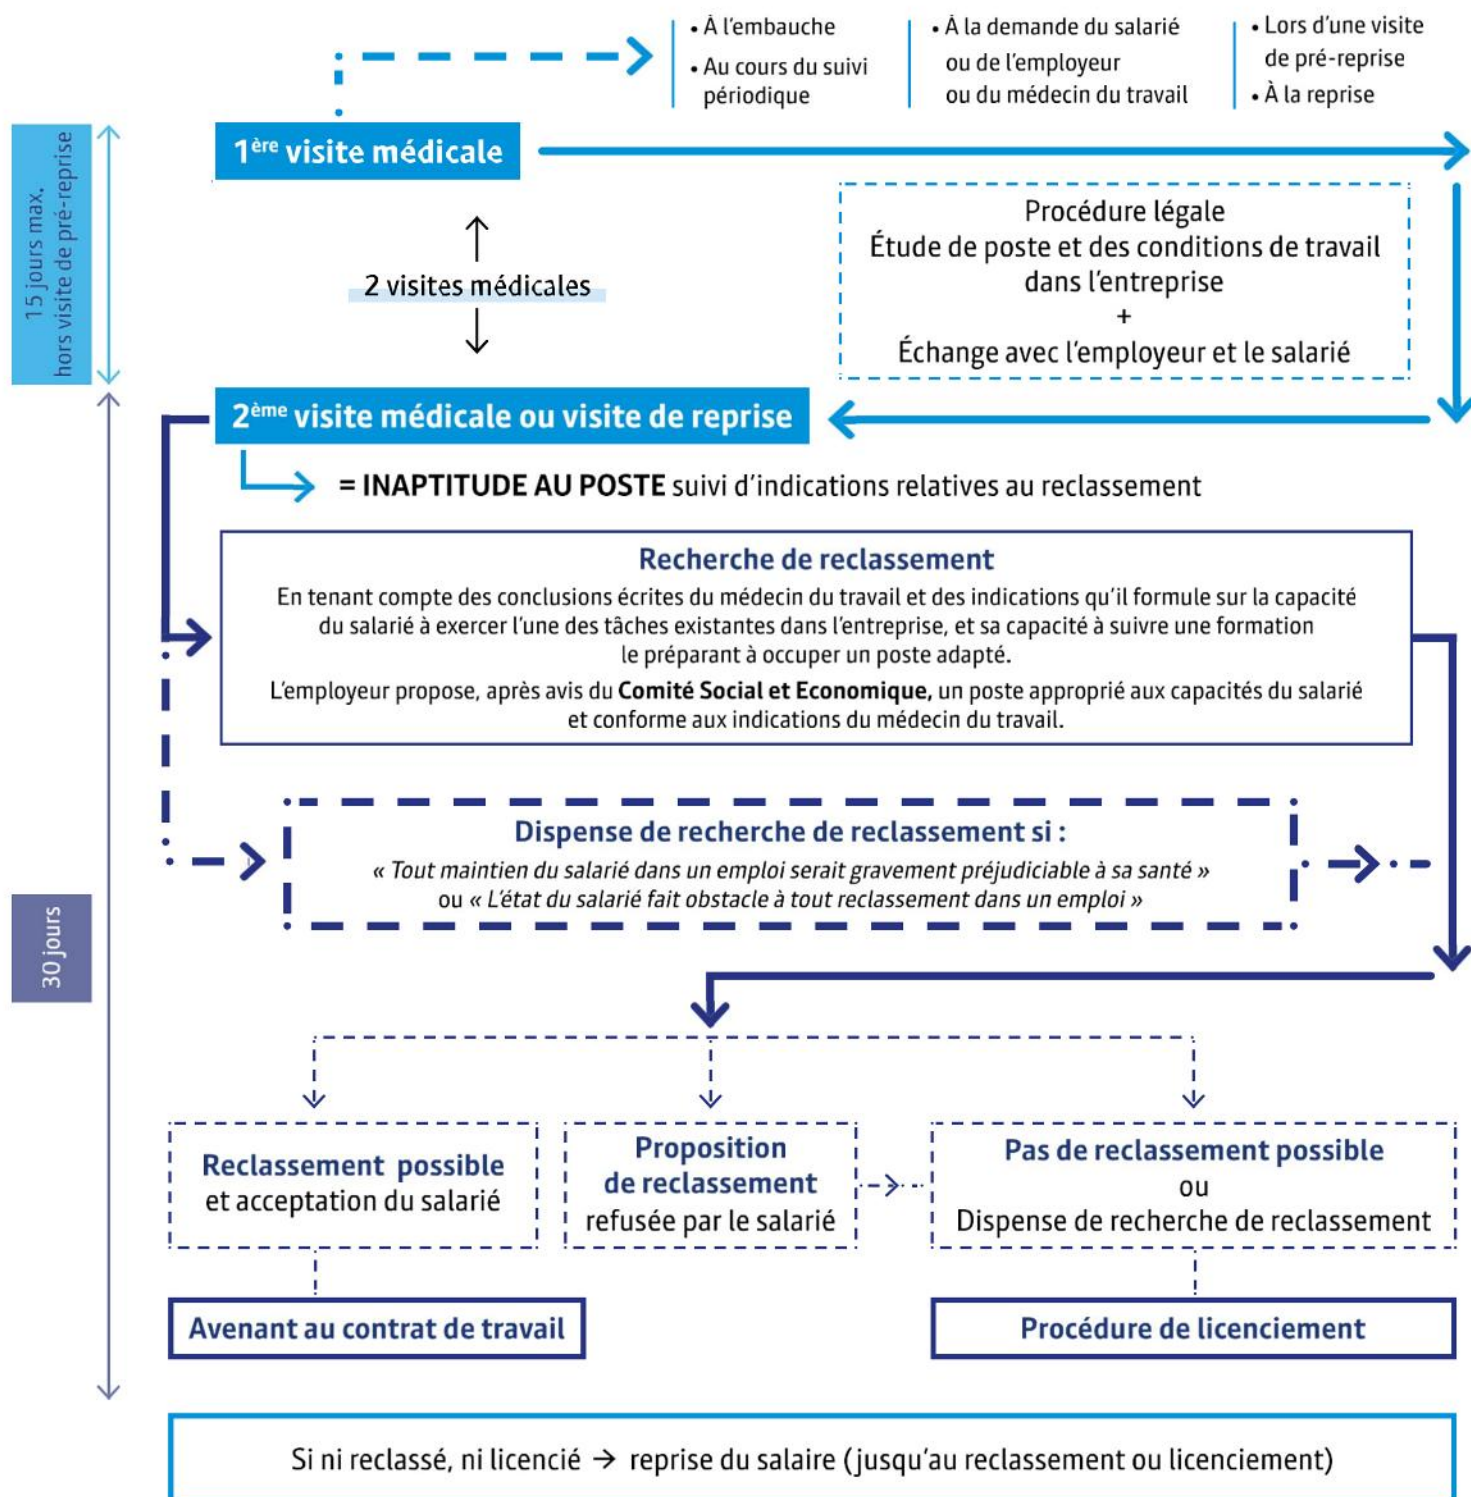 • À l'embauche
• Au cours du suivi
périodique
• À la demande du salarié
ou de l'employeur
ou du médecin du travail
• Lors d'une visite
de pré-reprise
• À la reprise
1ère visite médicale
15 jours max.
hors visite de pré-reprise
Procédure légale
Étude de poste et des conditions de travail
dans l'entreprise
+
Échange avec l'employeur et le salarié
2 visites médicales
2ème visite médicale ou visite de reprise
= INAPTITUDE AU POSTE suivi d'indications relatives au reclassement
Recherche de reclassement
En tenant compte des conclusions écrites du médecin du travail et des indications qu'il formule sur la capacité
du salarié à exercer l'une des tâches existantes dans l'entreprise, et sa capacité à suivre une formation
le préparant à occuper un poste adapté.
L'employeur propose, après avis du Comité Social et Economique, un poste approprié aux capacités du salarié
et conforme aux indications du médecin du travail.
Dispense de recherche de reclassement si :
« Tout maintien du salarié dans un emploi serait gravement préjudiciable à sa santé »
ou « L'état du salarié fait obstacle à tout reclassement dans un emploi »
30 jours
Reclassement possible
et acceptation du salarié
Proposition
de reclassement
refusée par le salarié
Pas de reclassement possible
ou
Dispense de recherche de reclassement
Avenant au contrat de travail
Procédure de licenciement
Si ni reclassé, ni licencié → reprise du salaire (jusqu'au reclassement ou licenciement)